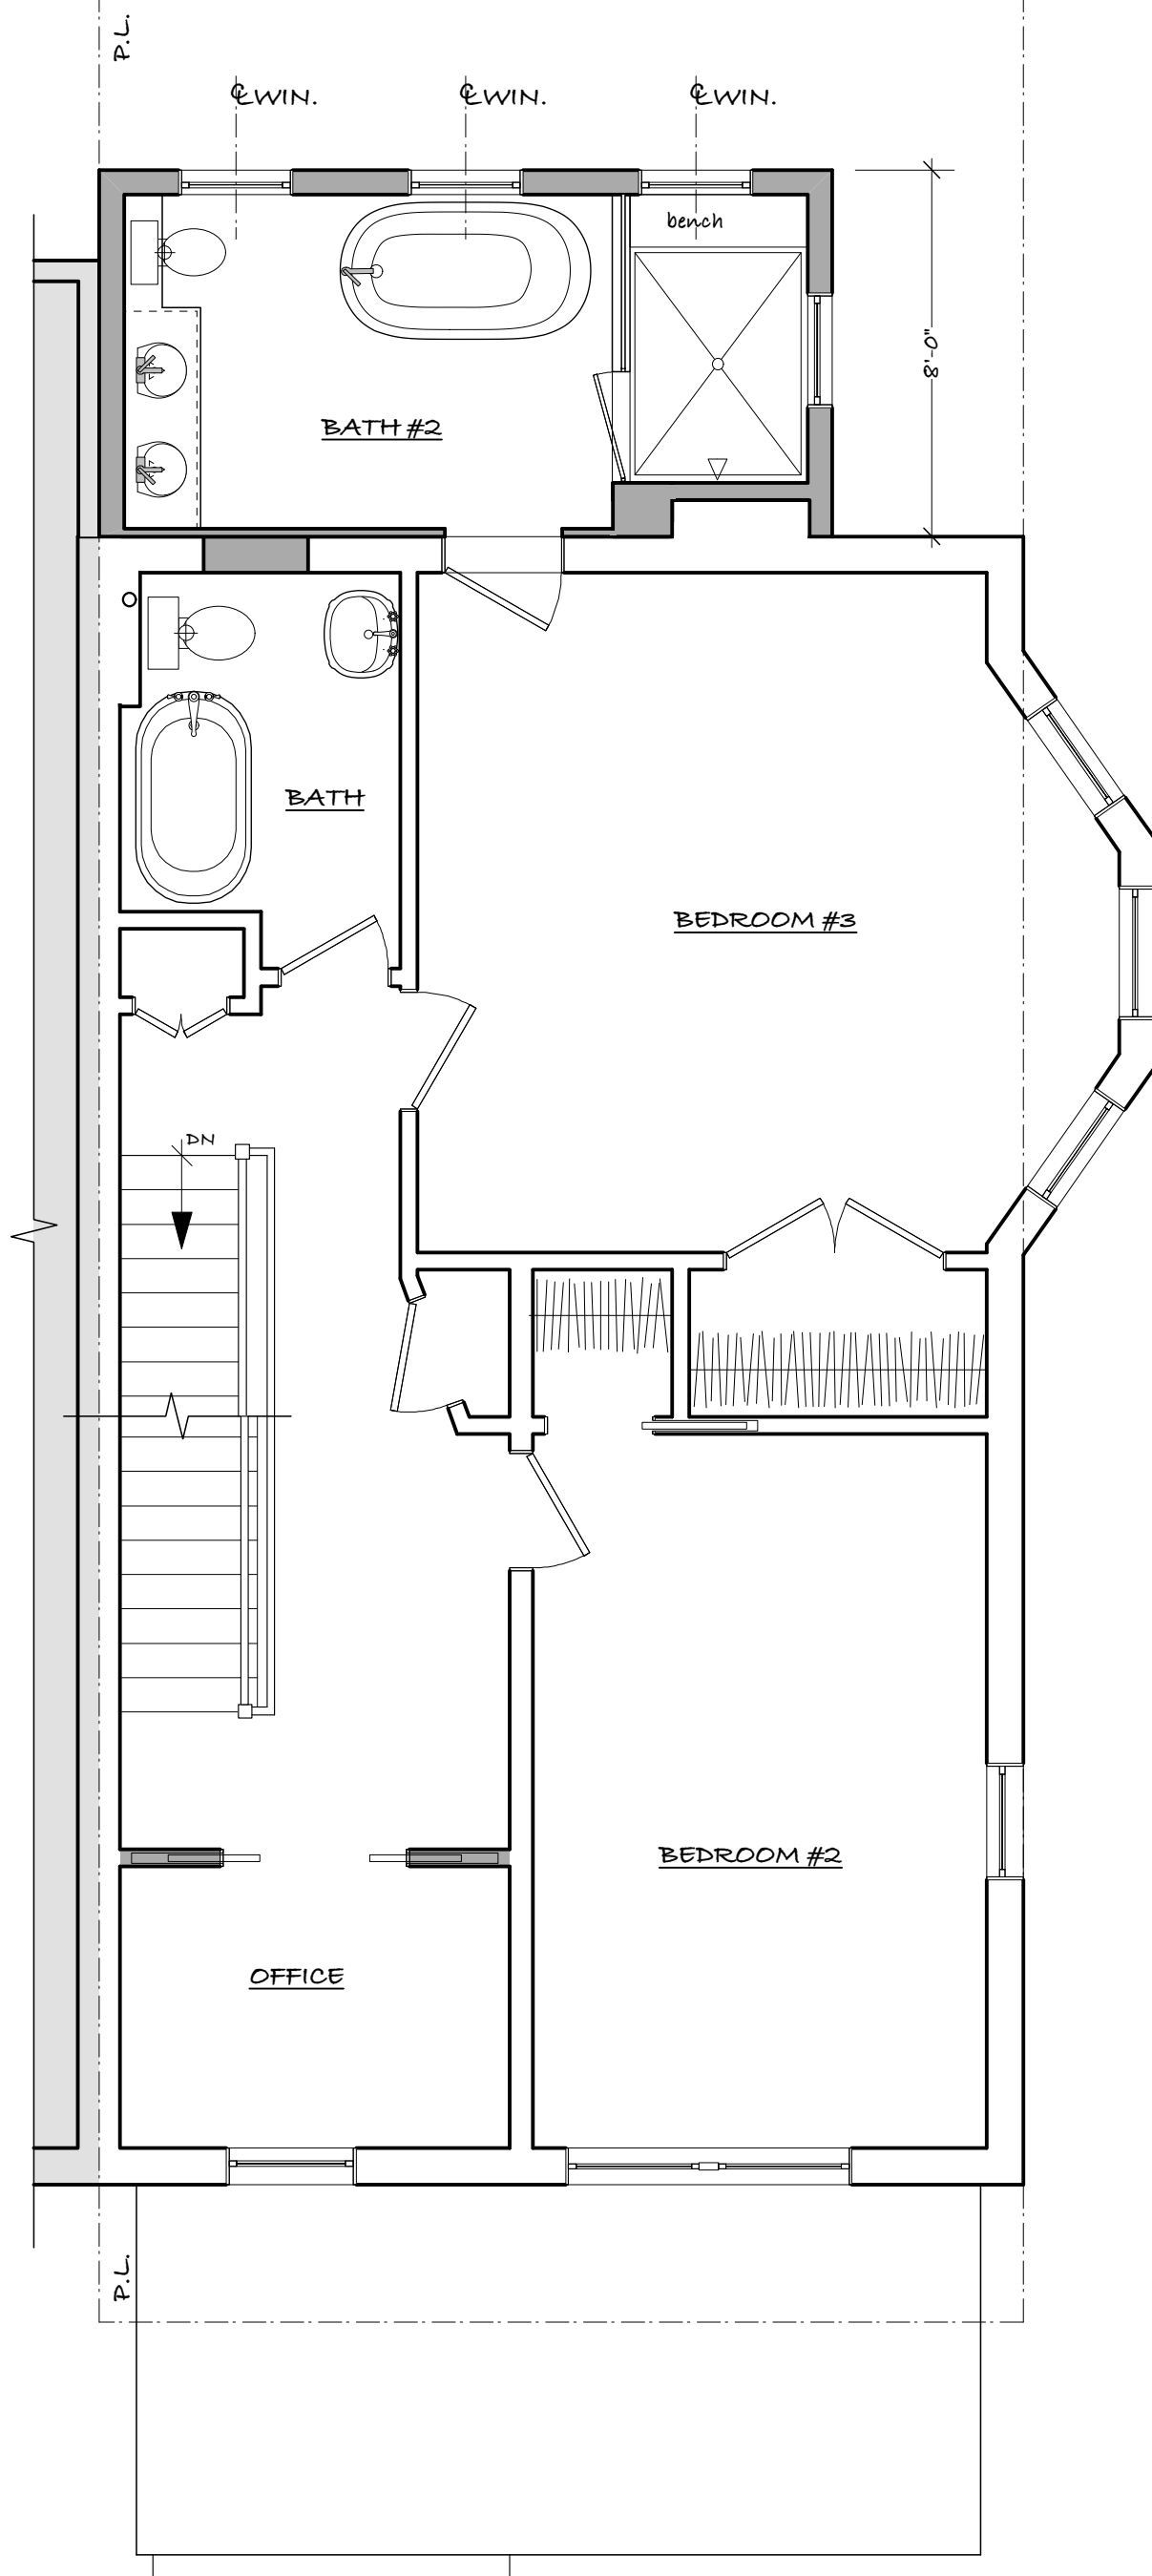 P.L.
℄ WIN.
℄ WIN.
℄ WIN.
bench
8'-0"
BATH #2
BATH
BEDROOM #3
DN
BEDROOM #2
OFFICE
P.L.